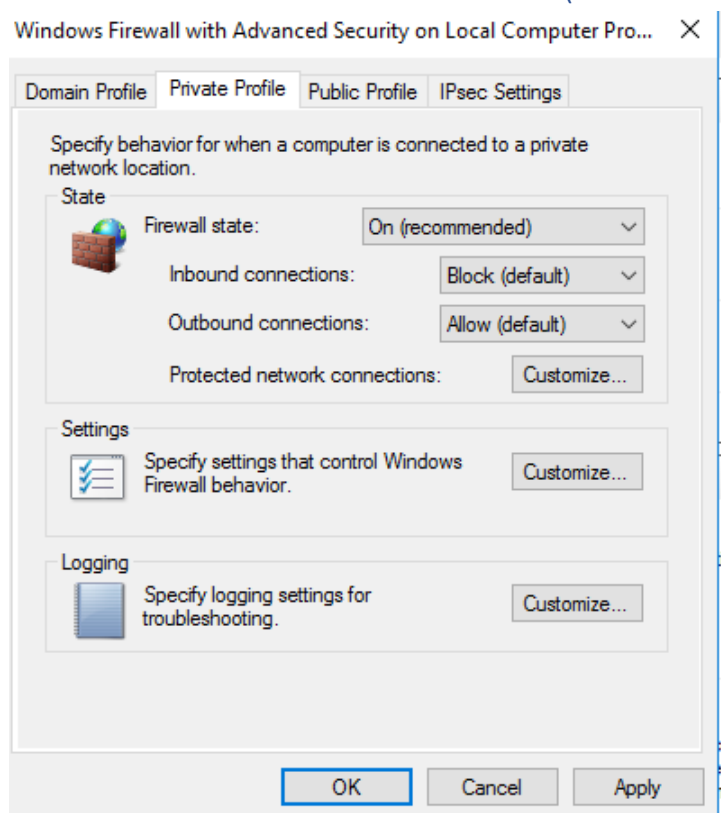 Windows Firewall with Advanced Security on Local Computer Pro...
Domain Profile Private Profile Public Profile IPsec Settings
Specify behavior for when a computer is connected to a private
network location.
State
Firewall state: On (recommended)
Inbound connections: Block (default)
Outbound connections: Allow (default)
Protected network connections: Customize...
Settings
Specify settings that control Windows
Firewall behavior.
Customize...
Logging
Specify logging settings for
troubleshooting.
Customize...
OK Cancel Apply